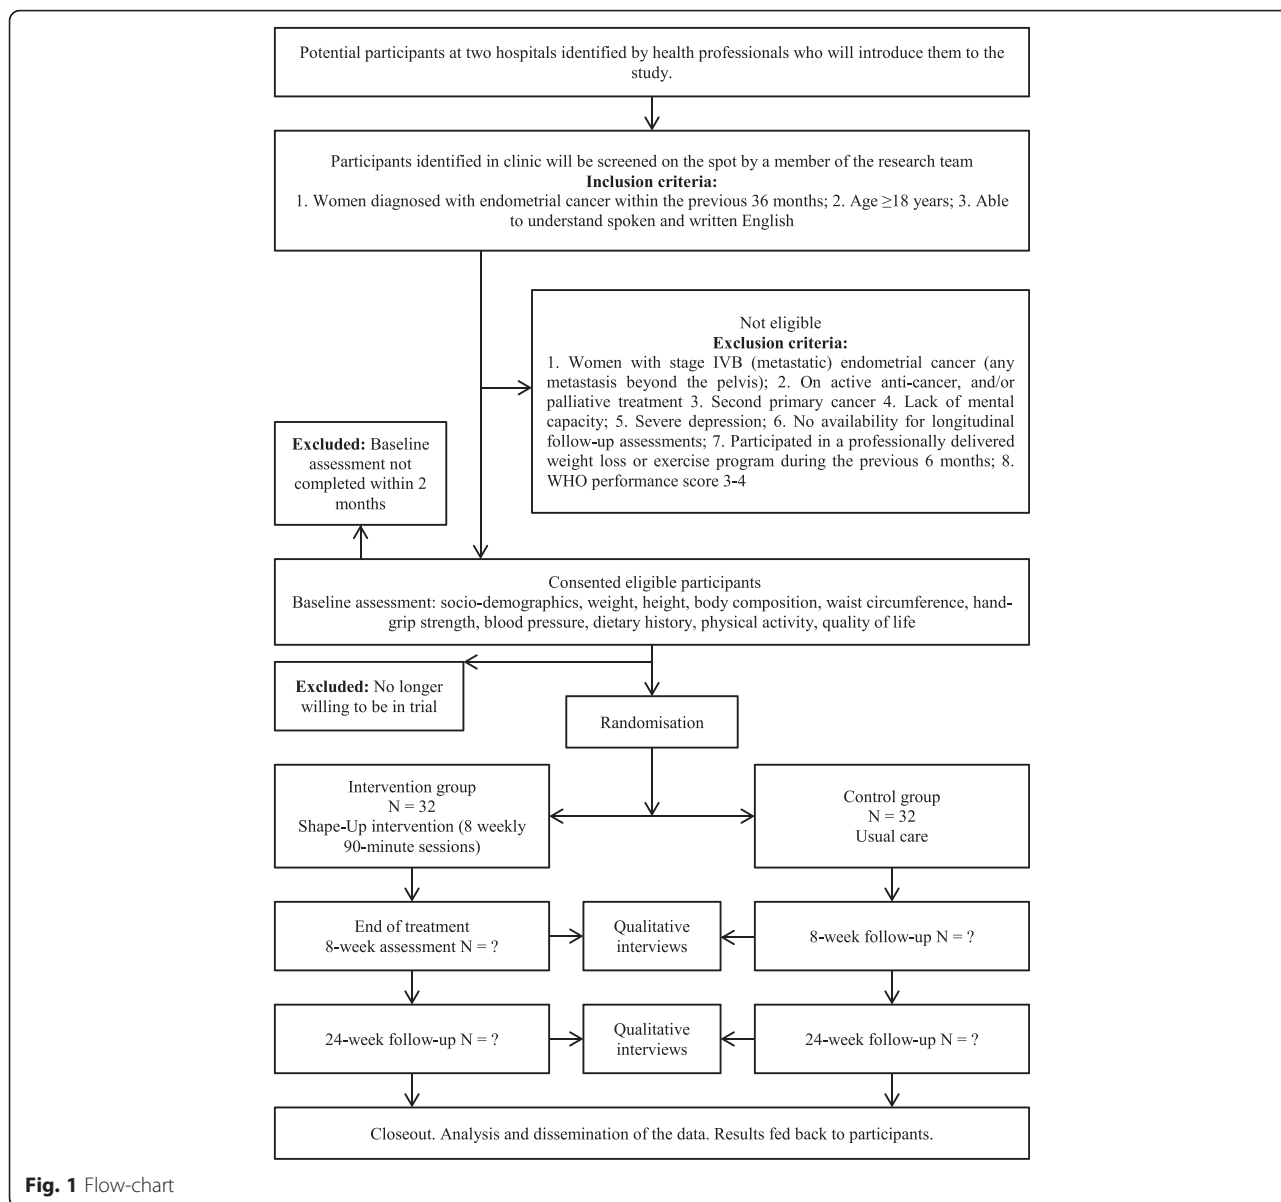 Potential participants at two hospitals identified by health professionals who will introduce them to the
study.
Participants identified in clinic will be screened on the spot by a member of the research team
Inclusion criteria:
1. Women diagnosed with endometrial cancer within the previous 36 months; 2. Age ≥18 years; 3. Able
to understand spoken and written English
Not eligible
Exclusion criteria:
1. Women with stage IVB (metastatic) endometrial cancer (any
metastasis beyond the pelvis); 2. On active anti-cancer, and/or
palliative treatment 3. Second primary cancer 4. Lack of mental
capacity; 5. Severe depression; 6. No availability for longitudinal
follow-up assessments; 7. Participated in a professionally delivered
weight loss or exercise program during the previous 6 months; 8.
WHO performance score 3-4
Excluded: Baseline
assessment not
completed within 2
months
Consented eligible participants
Baseline assessment: socio-demographics, weight, height, body composition, waist circumference, hand-
grip strength, blood pressure, dietary history, physical activity, quality of life
Excluded: No longer
willing to be in trial
Randomisation
Intervention group
N = 32
Shape-Up intervention (8 weekly
90-minute sessions)
Control group
N = 32
Usual care
End of treatment
8-week assessment N = ?
Qualitative
interviews
8-week follow-up N = ?
24-week follow-up N = ?
Qualitative
interviews
24-week follow-up N = ?
Closeout. Analysis and dissemination of the data. Results fed back to participants.
Fig. 1 Flow-chart